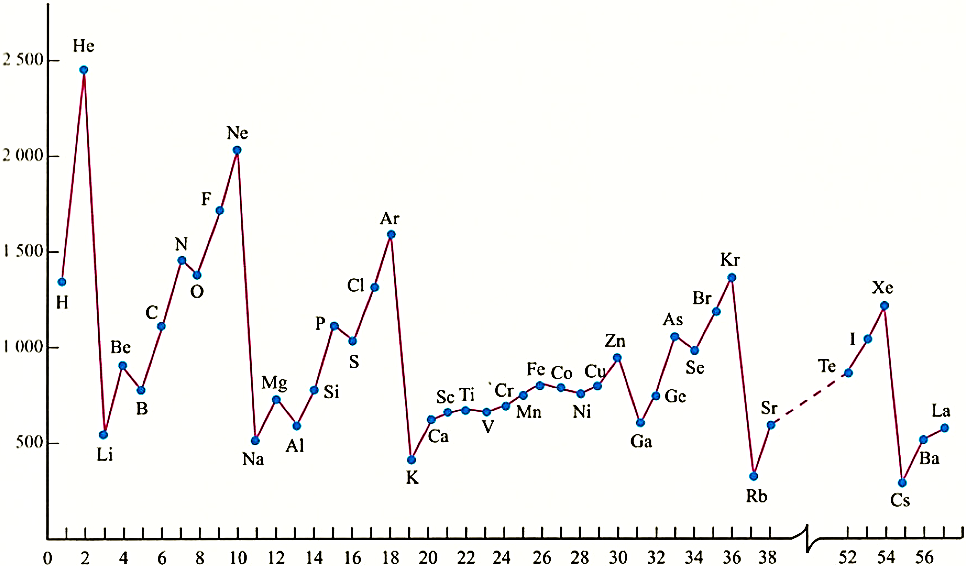 He
2 500
Ne
2 000
F
Ar
N
1 500
Kr
O
Cl
Xe
H
C
Br
P
As
I
1 000
S
Zn
Be
Te
Se
Fe Co Cu
Mg
Si
Sc Ti Cr
Ge
B
Mn Ni
Sr
La
V
Ca
500
Al
Ga
Li
Na
Ba
K
Rb
Cs
0 2 4 6 8 10 12 14 16 18 20 22 24 26 28 30 32 34 36 38 52 54 56